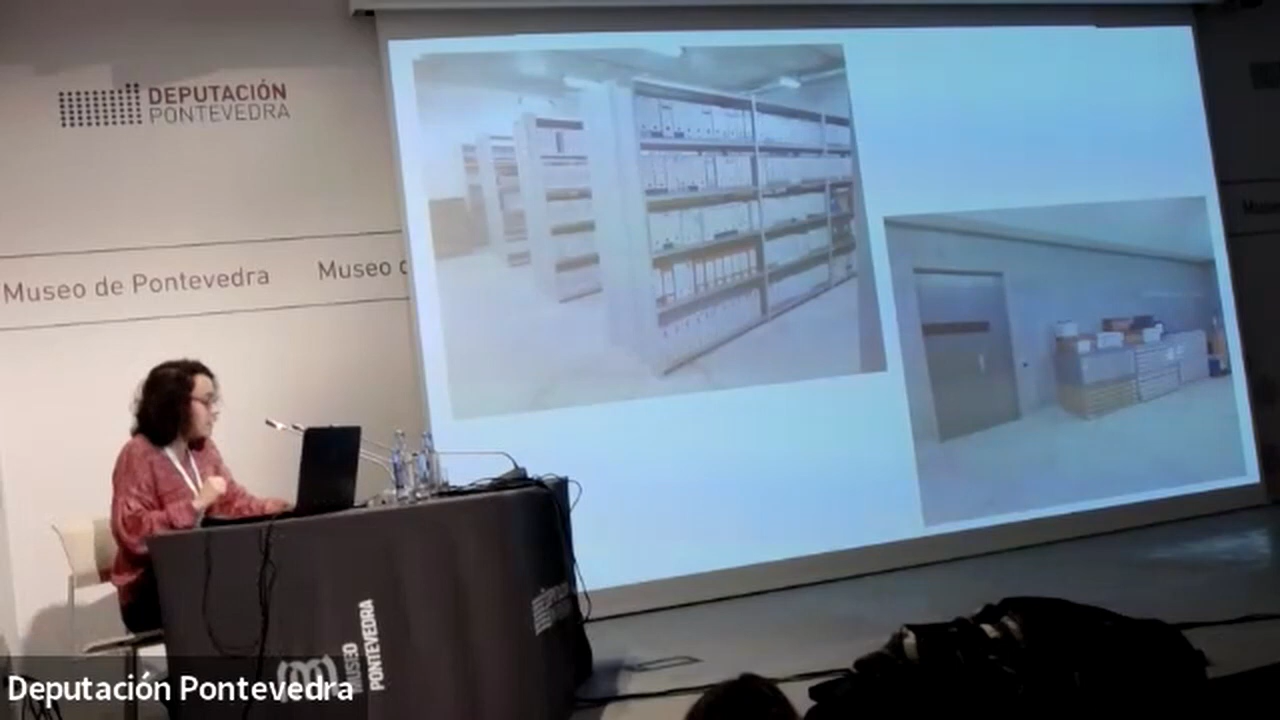 DEPUTACIÓN
PONTEVEDRA
Museo de Pontevedra
Museo
MUSEO
PONTEVEDRA
Deputación Pontevedra